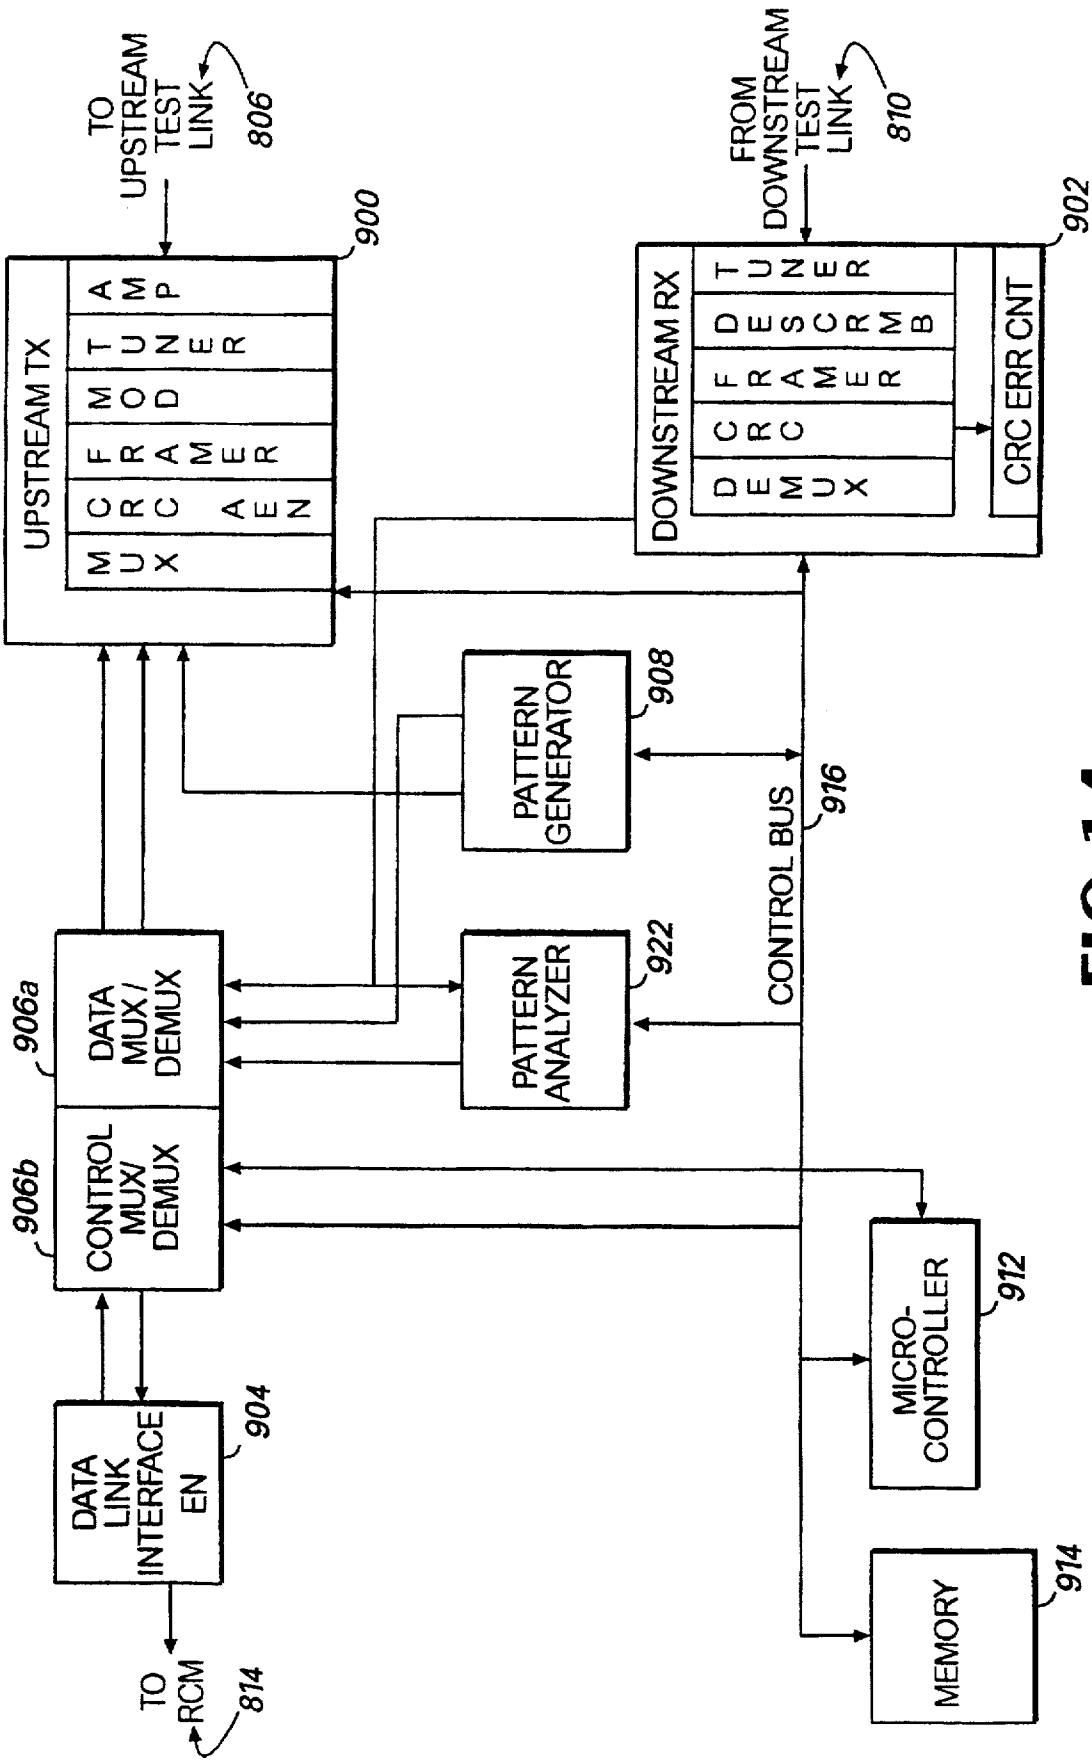 TO
UPSTREAM
TEST
LINK
806
UPSTREAM TX
MUX
CRC AEN
FRAMER
MOD
TUNER
AMP
900
906b
906a
CONTROL
MUX/
DEMUX
DATA
MUX/
DEMUX
DATA
LINK
INTERFACE
EN
904
TO
RCM
814
PATTERN
ANALYZER
922
PATTERN
GENERATOR
908
DOWNSTREAM RX
DEMUX
CRC
FRAMER
DESCRMB
TUNER
CRC ERR CNT
902
FROM
DOWNSTREAM
TEST
LINK
810
CONTROL BUS
916
MEMORY
914
MICRO-
CONTROLLER
912